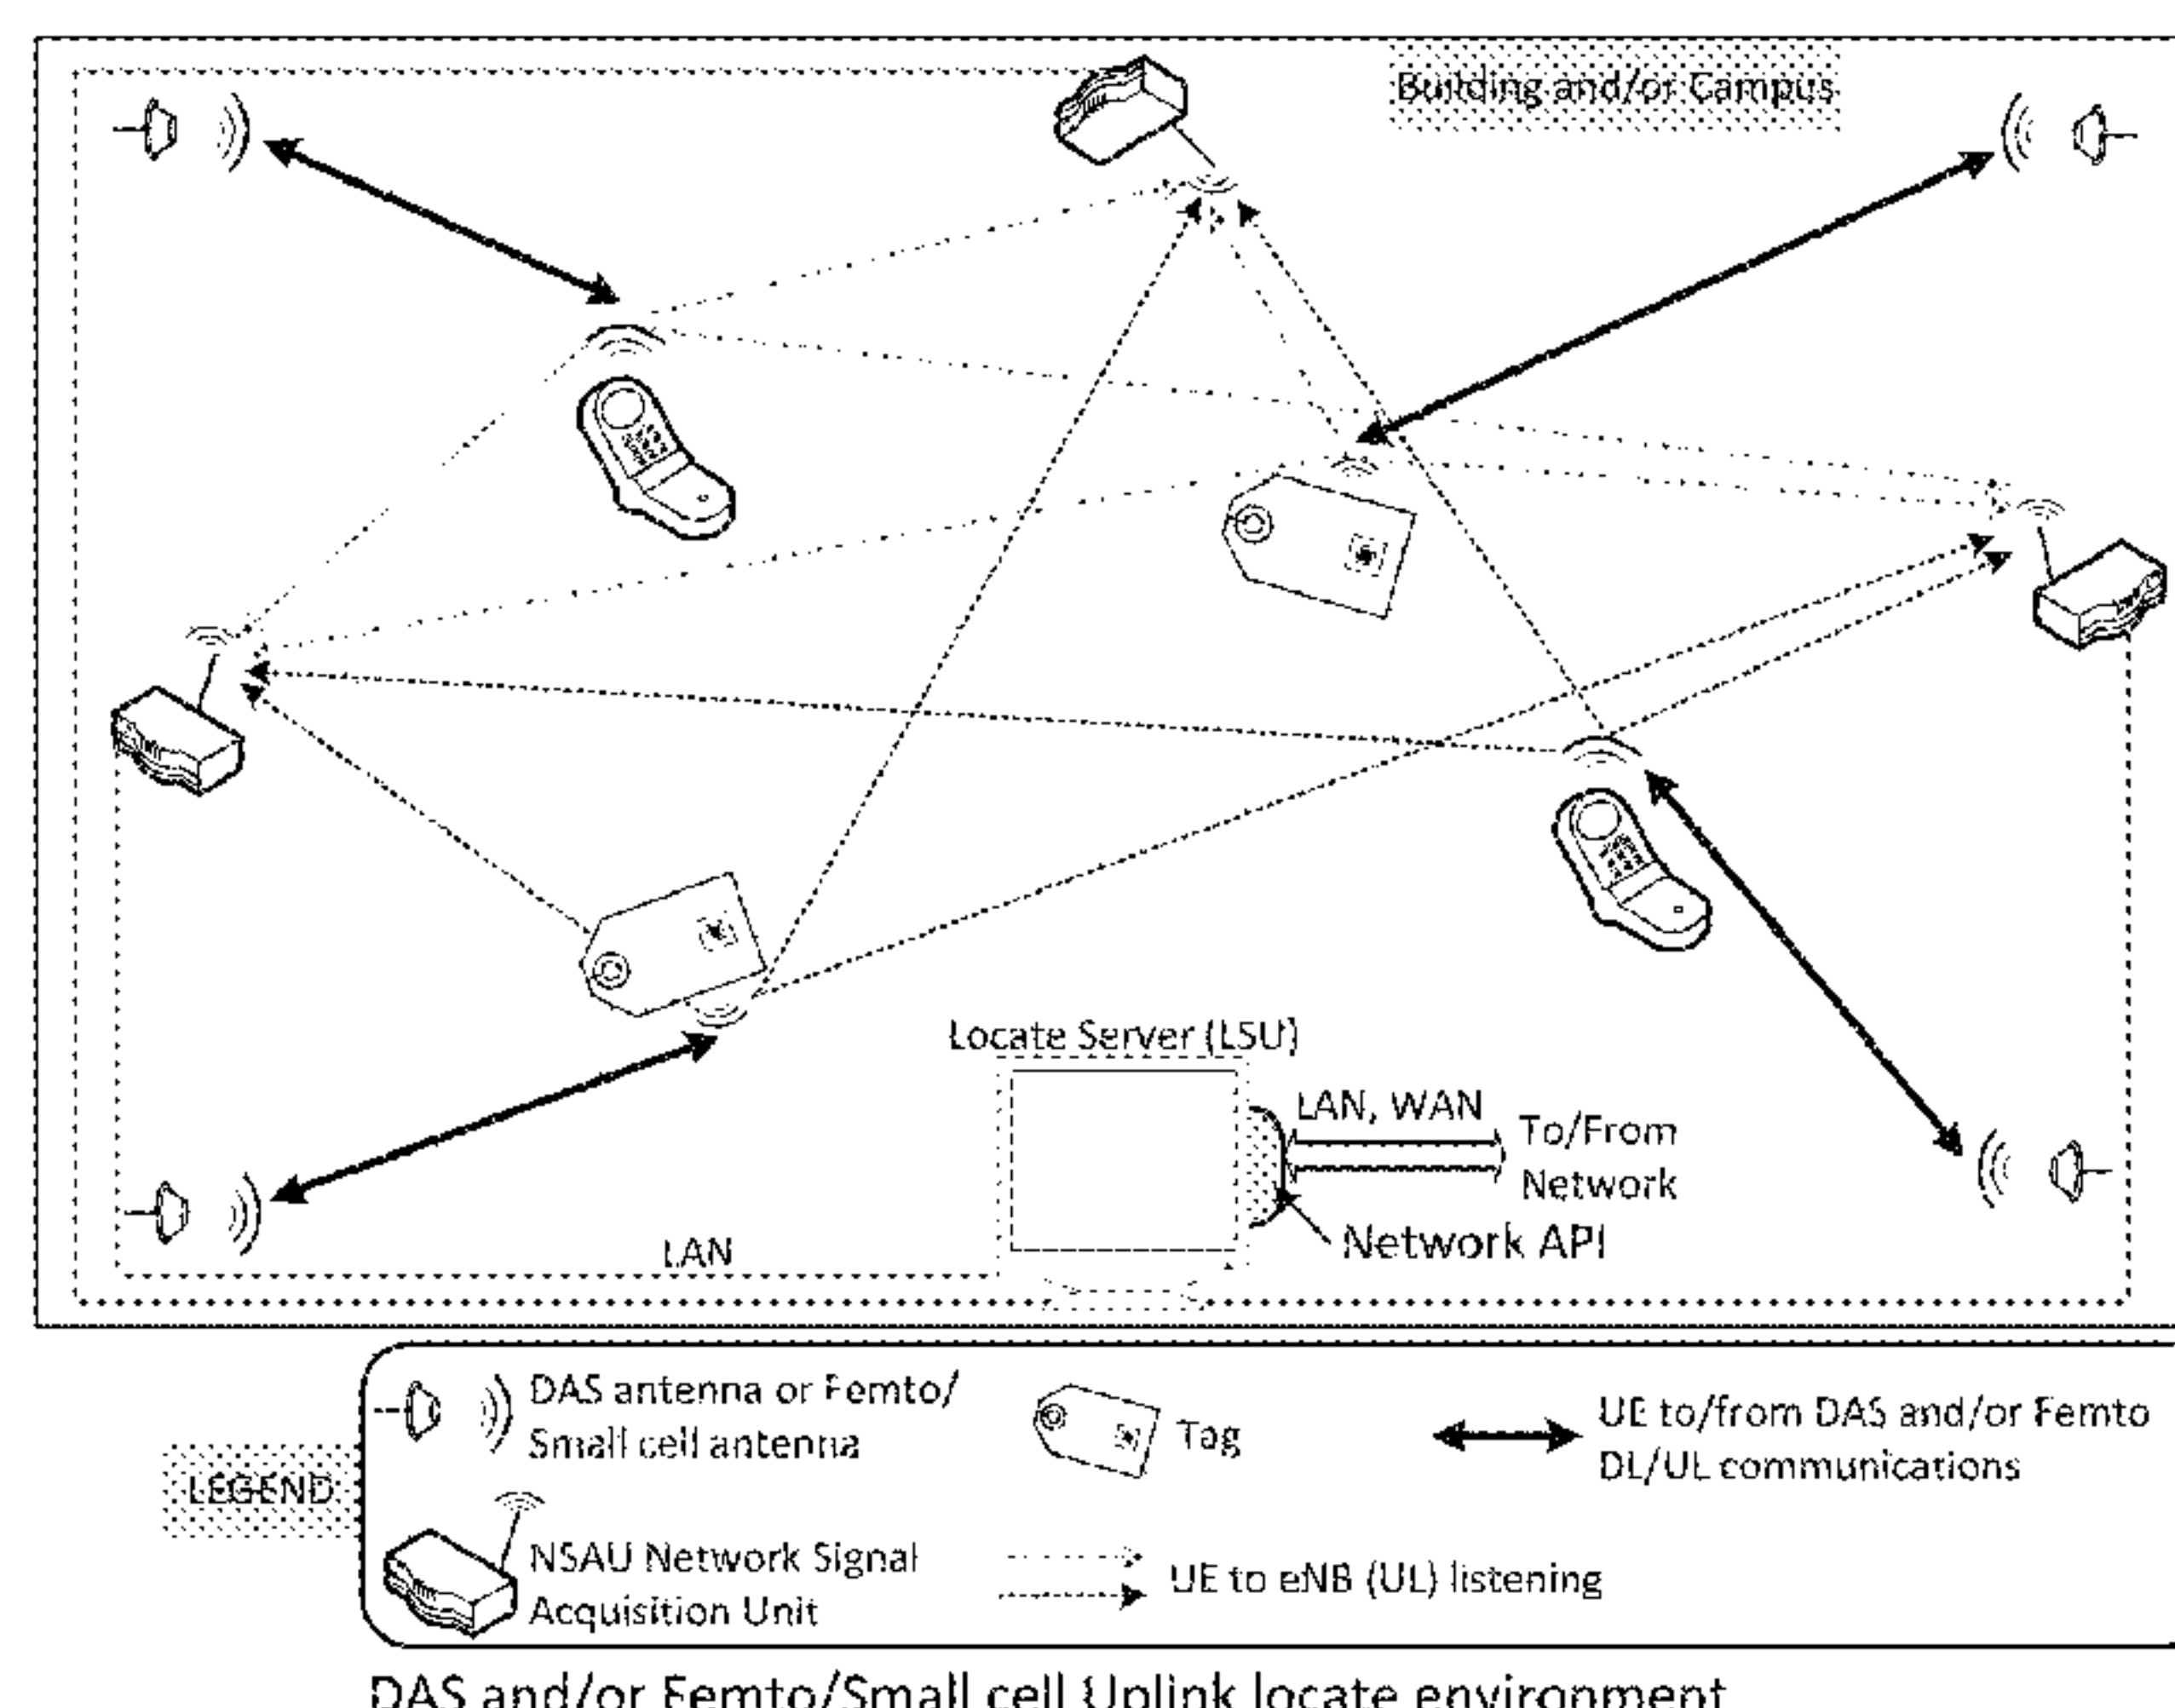 Building and/or Campus
Locate Server (LSU)
LAN, WAN
To/From
Network
Network API
LAN
DAS antenna or Femto/
Small cell antenna
Tag
UE to/from DAS and/or Femto
DL/UL communications
LEGEND
NSAU Network Signal
Acquisition Unit
UE to eNB (UL) listening
DAS and/or Femto/Small cell Uplink locate environment